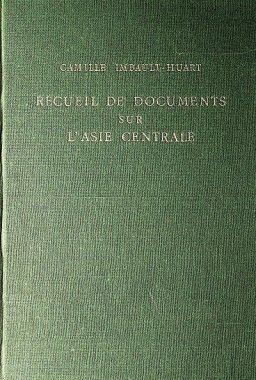 CAMILLE IMBAULT-HUART
RECUEIL DE DOCUMENTS
SUR
L'ASIE CENTRALE